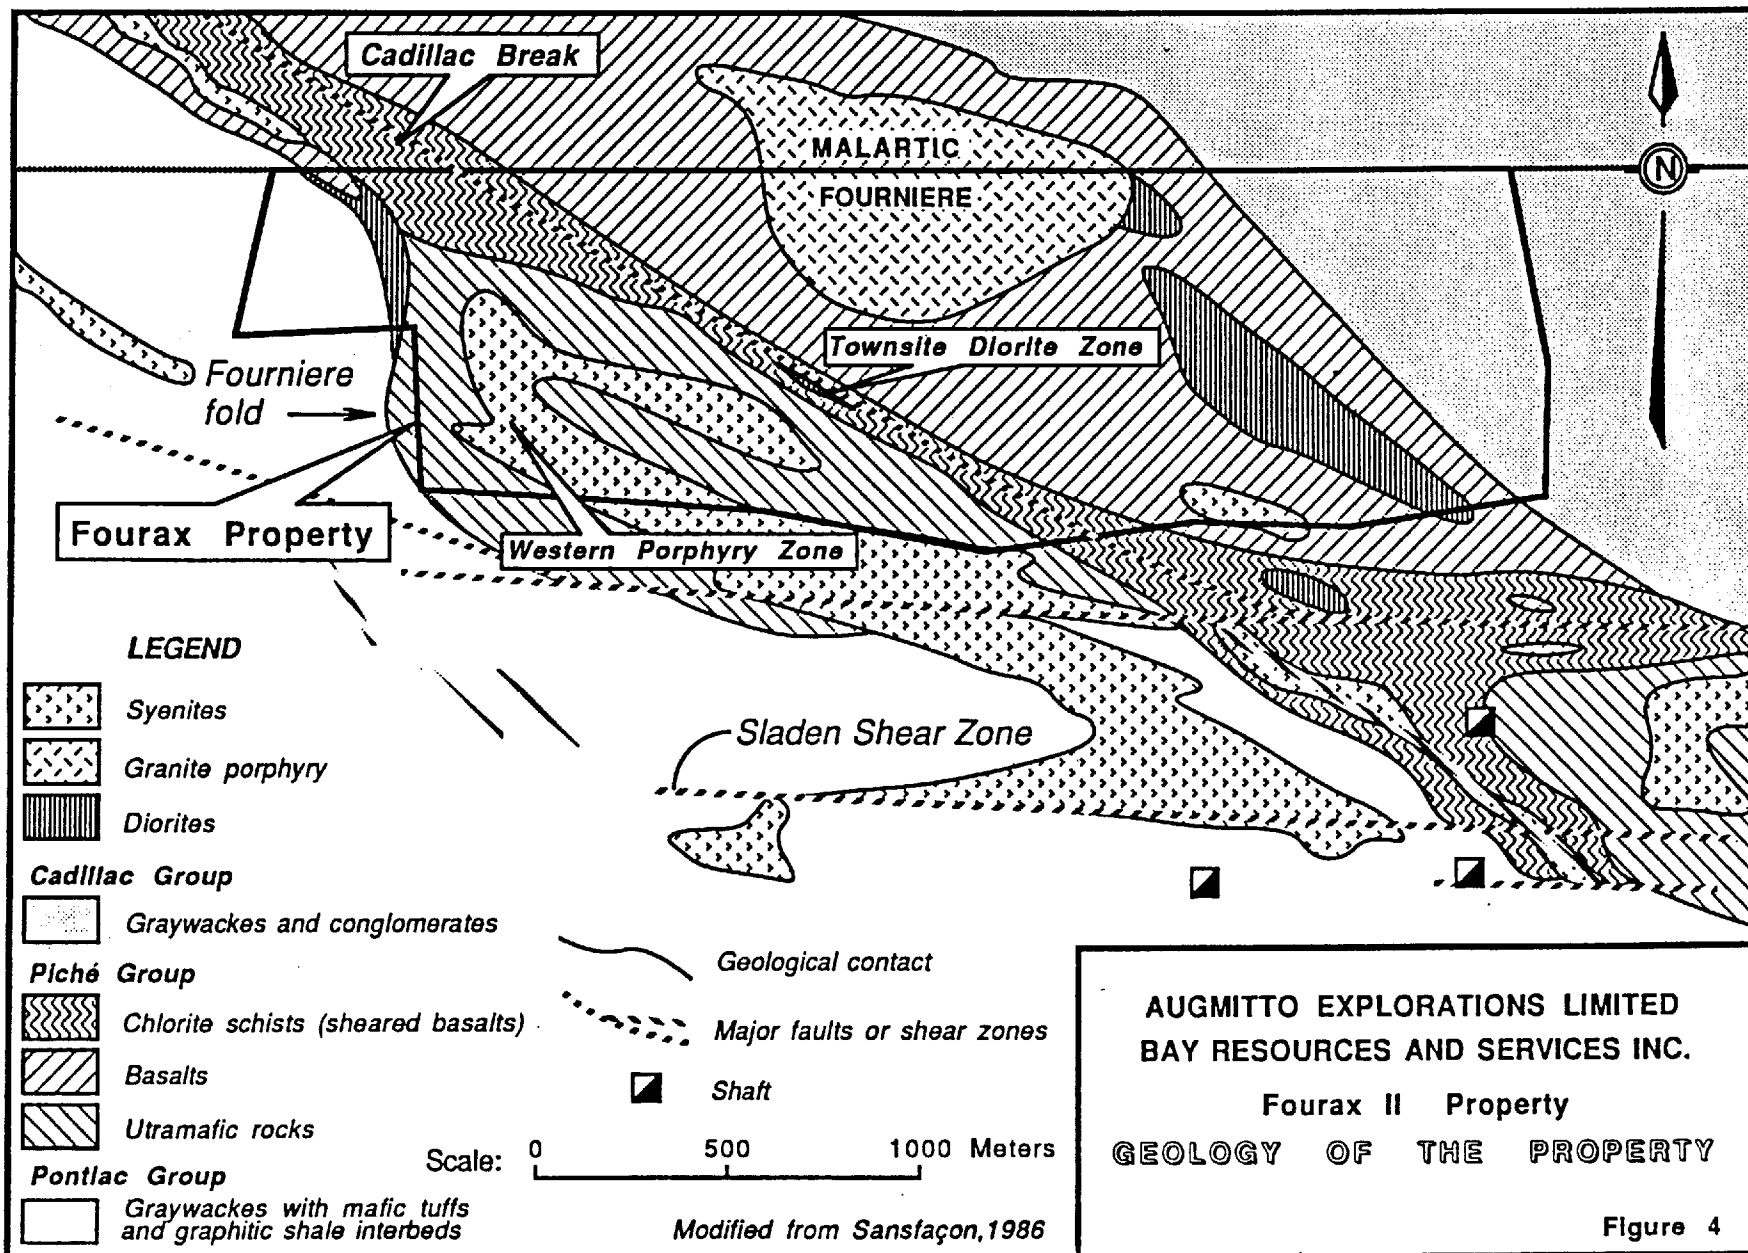 Cadillac Break
MALARTIC
FOURNIERE
N
Townsite Diorite Zone
Fourniere
fold
Fourax Property
Western Porphyry Zone
Sladen Shear Zone
LEGEND
Syenites
Granite porphyry
Diorites
Cadillac Group
Graywackes and conglomerates
Piché Group
Chlorite schists (sheared basalts)
Basalts
Utramafic rocks
Pontiac Group
Graywackes with mafic tuffs
and graphitic shale interbeds
Geological contact
Major faults or shear zones
Shaft
Scale: 0 500 1000 Meters
Modified from Sansfaçon, 1986
AUGMITTO EXPLORATIONS LIMITED
BAY RESOURCES AND SERVICES INC.
Fourax II Property
GEOLOGY OF THE PROPERTY
Figure 4